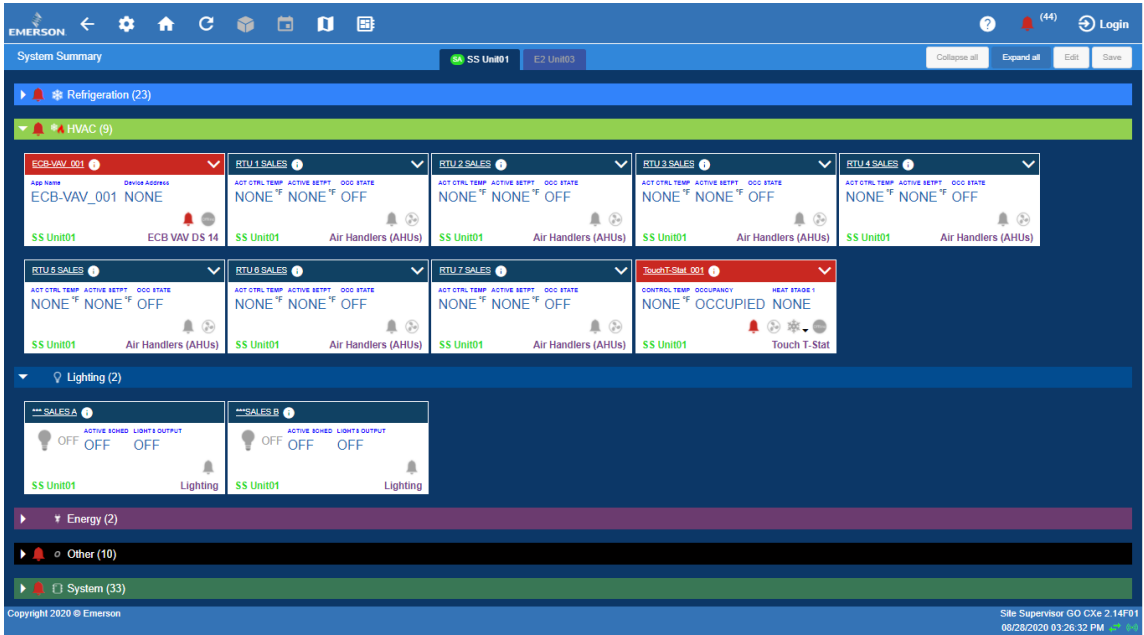 EMERSON (44) Login
System Summary SA SS Unit01 E2 Unit03 Collapse all Expand all Edit Save
Refrigeration (23)
HVAC (9)
ECB-VAV_001
App Name Device Address
ECB-VAV_001 NONE
SS Unit01 ECB VAV DS 14
RTU 1 SALES
ACT CTRL TEMP ACTIVE SETPT OCC STATE
NONE °F NONE °F OFF
SS Unit01 Air Handlers (AHUs)
RTU 2 SALES
ACT CTRL TEMP ACTIVE SETPT OCC STATE
NONE °F NONE °F OFF
SS Unit01 Air Handlers (AHUs)
RTU 3 SALES
ACT CTRL TEMP ACTIVE SETPT OCC STATE
NONE °F NONE °F OFF
SS Unit01 Air Handlers (AHUs)
RTU 4 SALES
ACT CTRL TEMP ACTIVE SETPT OCC STATE
NONE °F NONE °F OFF
SS Unit01 Air Handlers (AHUs)
RTU 5 SALES
ACT CTRL TEMP ACTIVE SETPT OCC STATE
NONE °F NONE °F OFF
SS Unit01 Air Handlers (AHUs)
RTU 6 SALES
ACT CTRL TEMP ACTIVE SETPT OCC STATE
NONE °F NONE °F OFF
SS Unit01 Air Handlers (AHUs)
RTU 7 SALES
ACT CTRL TEMP ACTIVE SETPT OCC STATE
NONE °F NONE °F OFF
SS Unit01 Air Handlers (AHUs)
TouchT-Stat_001
CONTROL TEMP OCCUPANCY HEAT STAGE 1
NONE °F OCCUPIED NONE
SS Unit01 Touch T-Stat
Lighting (2)
*** SALES A
ACTIVE SCHED LIGHTS OUTPUT
OFF OFF OFF
SS Unit01 Lighting
***SALES B
ACTIVE SCHED LIGHTS OUTPUT
OFF OFF OFF
SS Unit01 Lighting
Energy (2)
Other (10)
System (33)
Copyright 2020 © Emerson Site Supervisor GO CXe 2.14F01
08/28/2020 03:26:32 PM